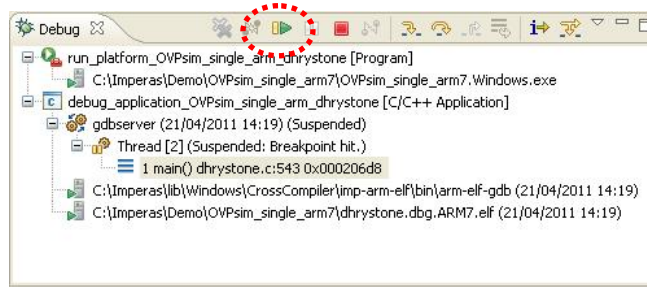 Debug
run_platform_OVPsim_single_arm_dhrystone [Program]
C:\Imperas\Demo\OVPsim_single_arm7\OVPsim_single_arm7.Windows.exe
debug_application_OVPsim_single_arm_dhrystone [C/C++ Application]
gdbserver (21/04/2011 14:19) (Suspended)
Thread [2] (Suspended: Breakpoint hit.)
1 main() dhrystone.c:543 0x000206d8
C:\Imperas\lib\Windows\CrossCompiler\imp-arm-elf\bin\arm-elf-gdb (21/04/2011 14:19)
C:\Imperas\Demo\OVPsim_single_arm7\dhrystone.dbg.ARM7.elf (21/04/2011 14:19)